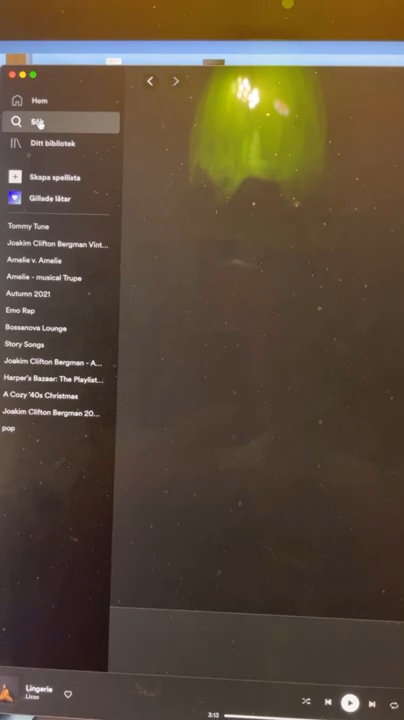 Hem
Sök
Ditt bibliotek
Skapa spellista
Gillade låtar
Tommy Tune
Joakim Clifton Bergman Vint...
Amelie v. Amelie
Amelie - musical Trupe
Autumn 2021
Emo Rap
Bossanova Lounge
Story Songs
Joakim Clifton Bergman - A...
Harper's Bazaar: The Playlist...
A Cozy '40s Christmas
Joakim Clifton Bergman 20...
pop
Lingerie
Lizzo
3:13